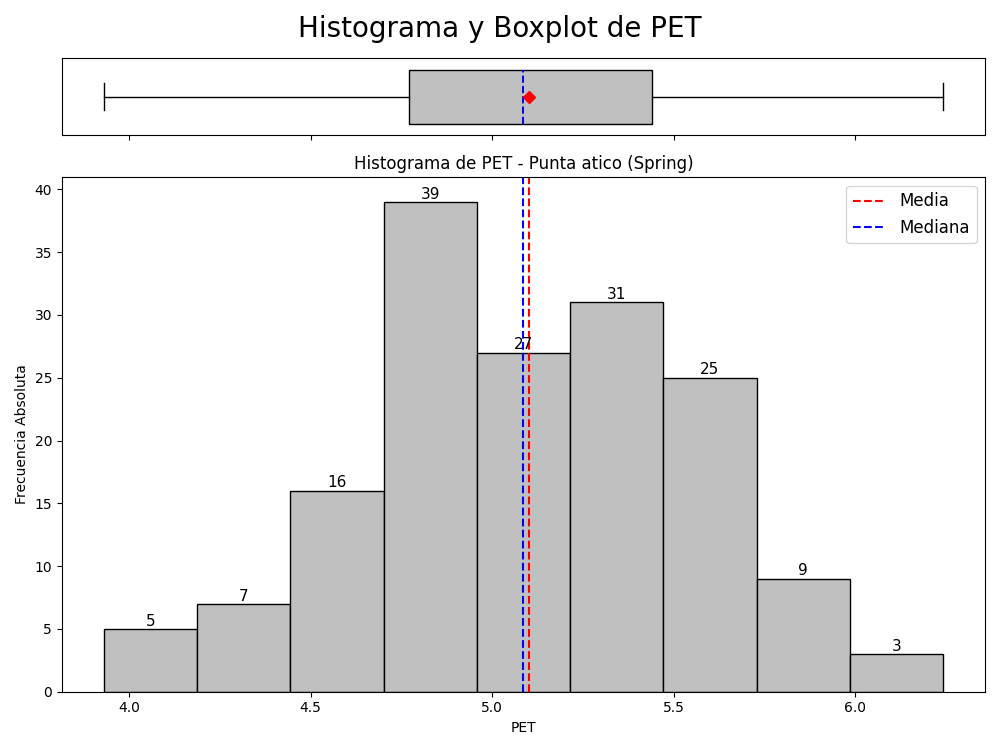 Histograma y Boxplot de PET
Histograma de PET - Punta atico (Spring)
Media
Mediana
Frecuencia Absoluta
40
35
30
25
20
15
10
5
0
5
7
16
39
27
31
25
9
3
4.0 4.5 5.0 5.5 6.0
PET